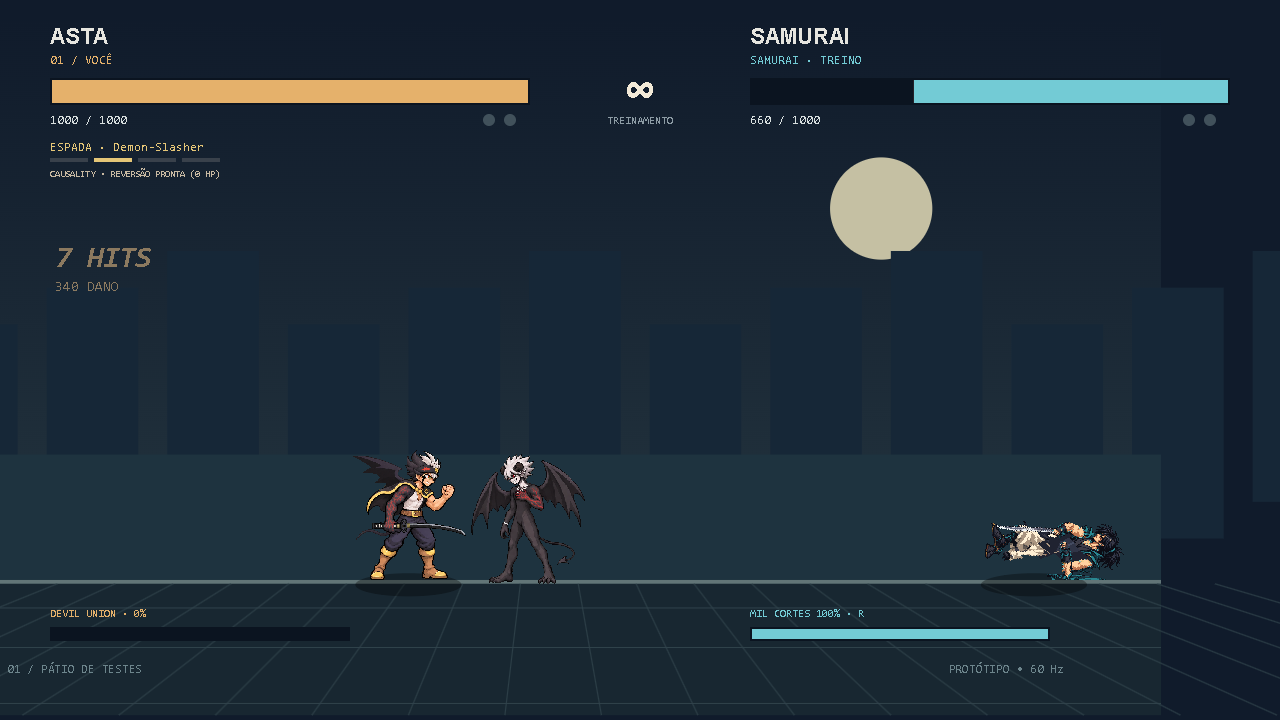 ASTA
01 / VOCÊ
1000 / 1000
ESPADA · Demon-Slasher
CAUSALITY · REVERSÃO PRONTA (0 HP)
7 HITS
340 DANO
∞
TREINAMENTO
SAMURAI
SAMURAI · TREINO
660 / 1000
DEVIL UNION · 0%
MIL CORTES 100% · R
01 / PÁTIO DE TESTES
PROTÓTIPO • 60 Hz